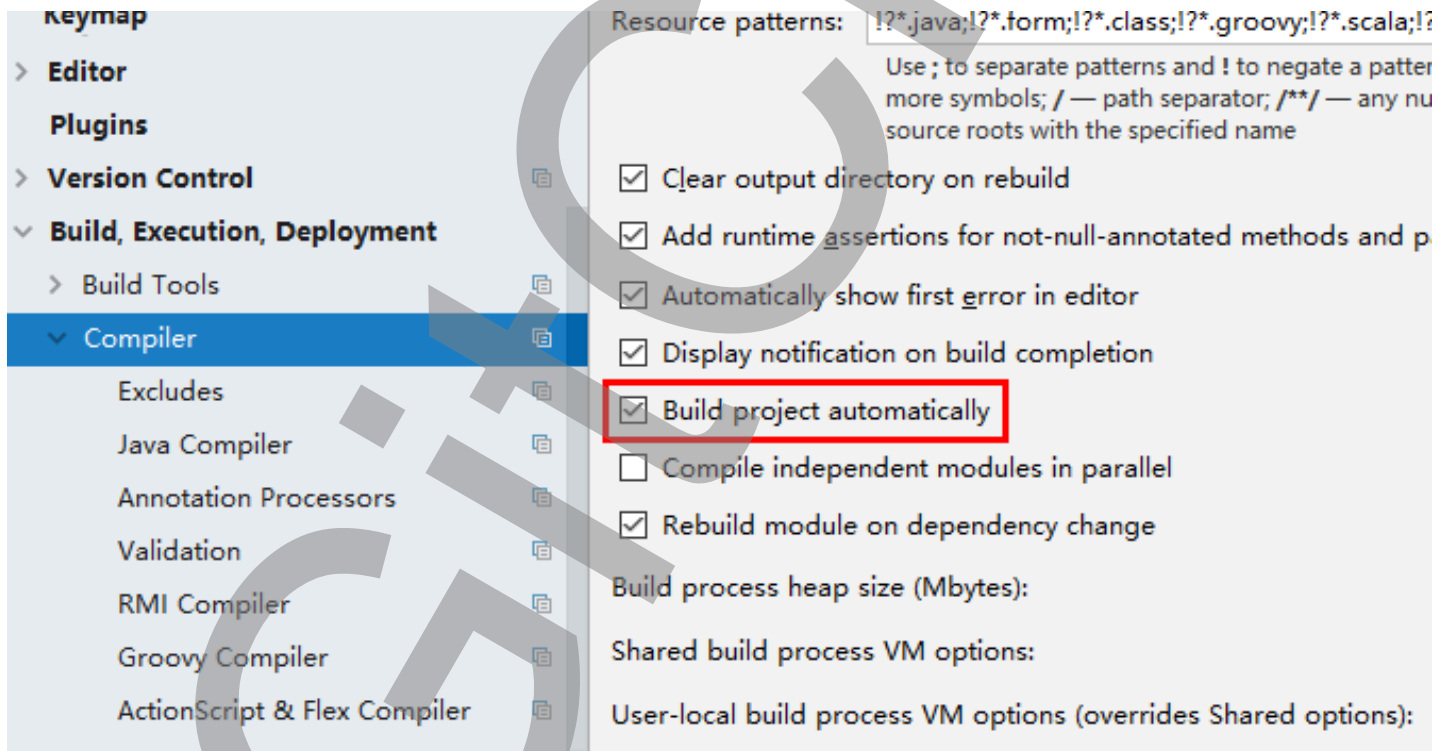 Keymap
Editor
Plugins
Version Control
Build, Execution, Deployment
Build Tools
Compiler
Excludes
Java Compiler
Annotation Processors
Validation
RMI Compiler
Groovy Compiler
ActionScript & Flex Compiler
Resource patterns: !?*.java;!?*.form;!?*.class;!?*.groovy;!?*.scala;!?
Use ; to separate patterns and ! to negate a patter
more symbols; / — path separator; /**/ — any nu
source roots with the specified name
Clear output directory on rebuild
Add runtime assertions for not-null-annotated methods and pa
Automatically show first error in editor
Display notification on build completion
Build project automatically
Compile independent modules in parallel
Rebuild module on dependency change
Build process heap size (Mbytes):
Shared build process VM options:
User-local build process VM options (overrides Shared options):